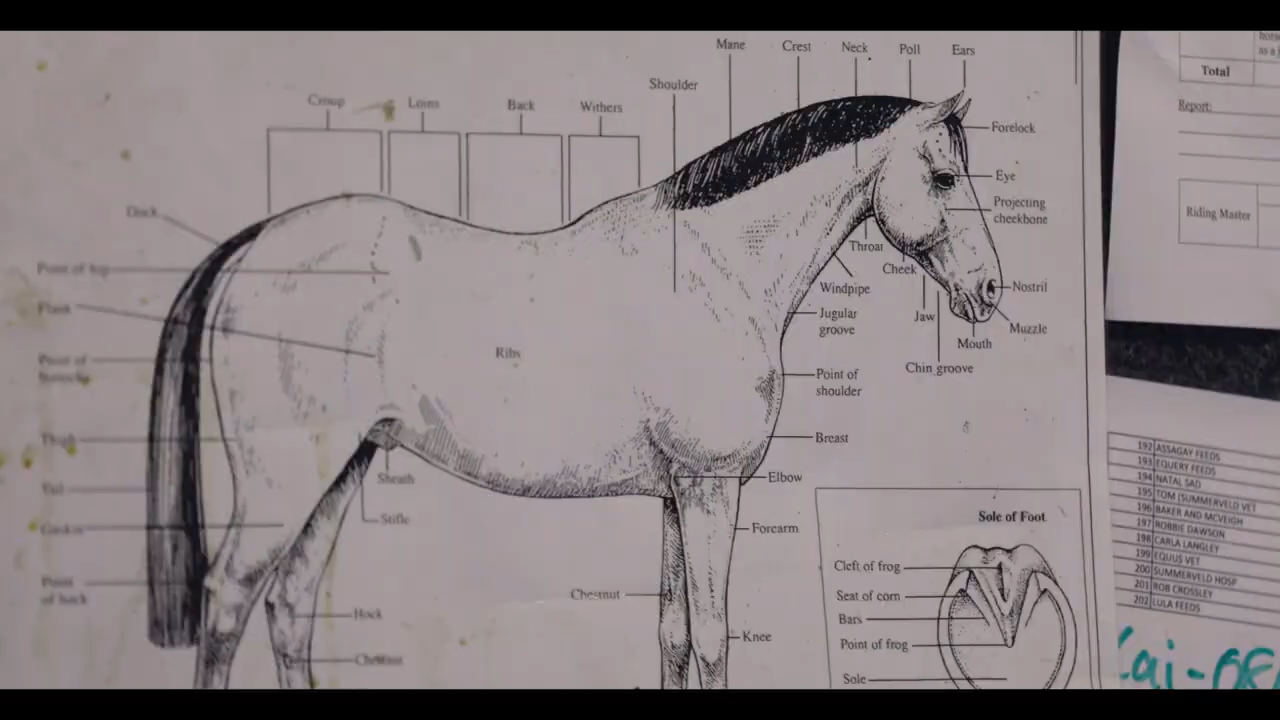 Mane
Crest
Neck
Poll
Ears
Shoulder
Croup
Loins
Back
Withers
Forelock
Eye
Projecting
cheekbone
Dock
Throat
Cheek
Point of hip
Windpipe
Nostril
Flank
Jugular
groove
Jaw
Muzzle
Mouth
Ribs
Chin groove
Point of
Point of
shoulder
Thigh
Breast
Tail
Sheath
Elbow
Stifle
Gaskin
Forearm
Point
of hock
Chestnut
Hock
Knee
Chestnut
Sole of Foot
Cleft of frog
Seat of corn
Bars
Point of frog
Sole
Total
Report:
Riding Master
192 ASSAGAY FEEDS
193 EQUERY FEEDS
194 NATAL SAD
195 TOM (SUMMERVELD VET
196 BAKER AND MCVEIGH
197 ROBBIE DAWSON
198 CARLA LANGLEY
199 EQUUS VET
200 SUMMERVELD HOSP
201 ROB CROSSLEY
202 LULA FEEDS